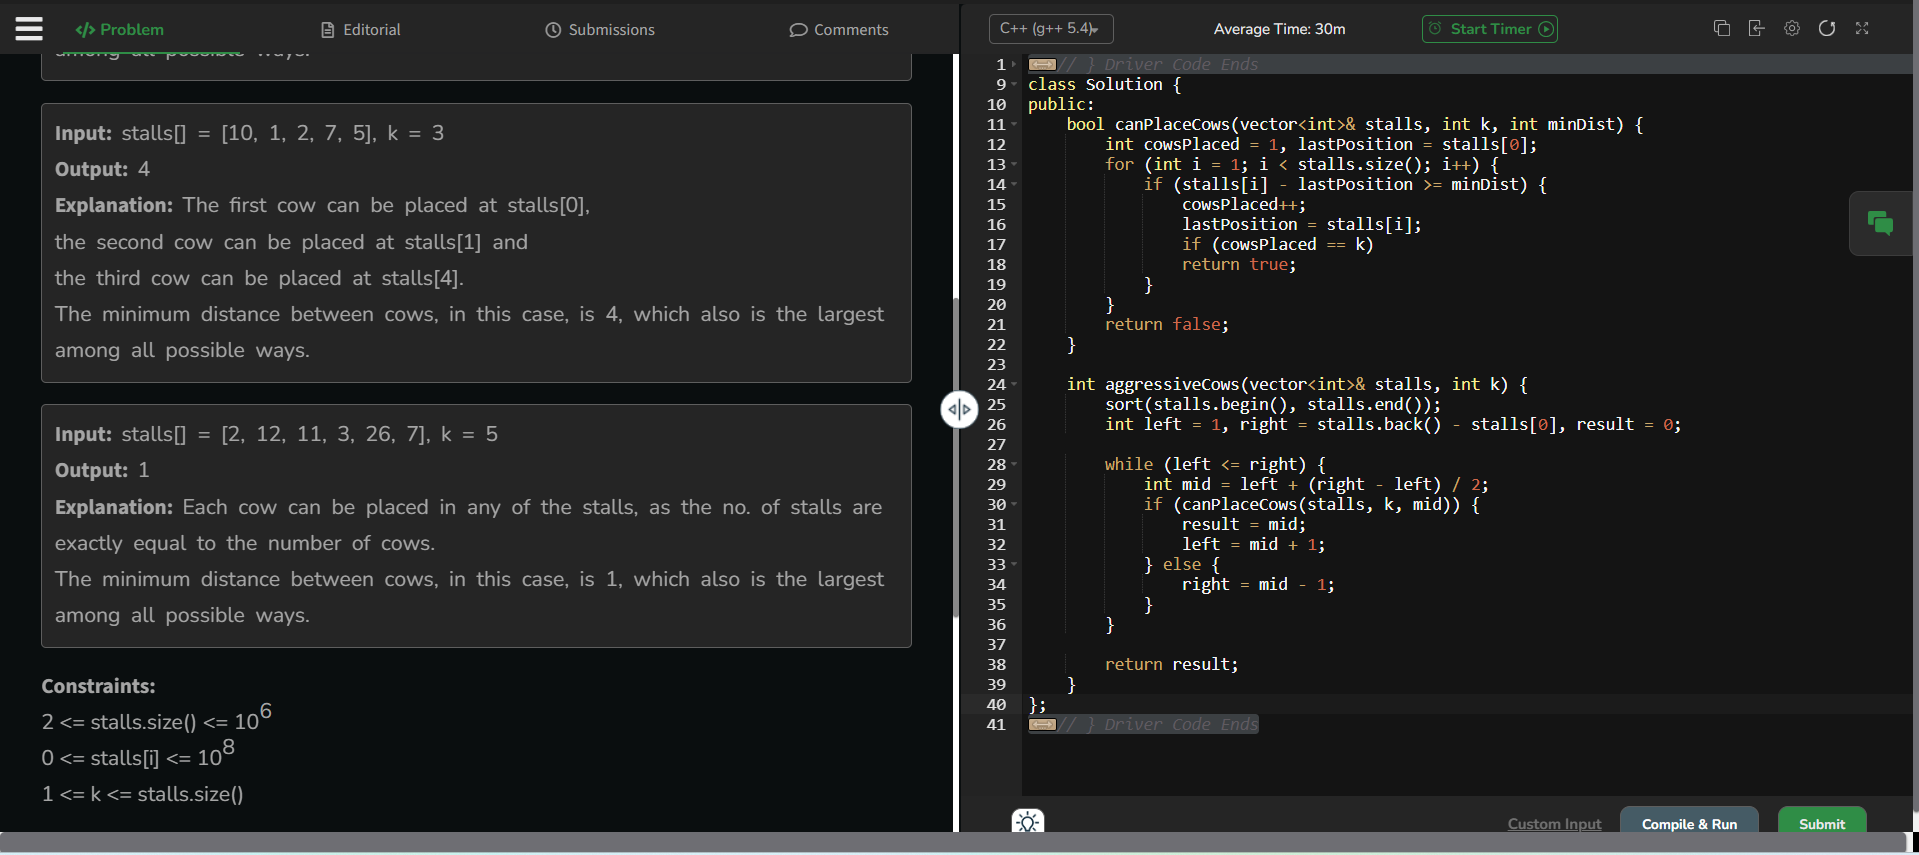 Problem
Editorial
Submissions
Comments
among all possible ways.
Input: stalls[] = [10, 1, 2, 7, 5], k = 3
Output: 4
Explanation: The first cow can be placed at stalls[0],
the second cow can be placed at stalls[1] and
the third cow can be placed at stalls[4].
The minimum distance between cows, in this case, is 4, which also is the largest
among all possible ways.
Input: stalls[] = [2, 12, 11, 3, 26, 7], k = 5
Output: 1
Explanation: Each cow can be placed in any of the stalls, as the no. of stalls are
exactly equal to the number of cows.
The minimum distance between cows, in this case, is 1, which also is the largest
among all possible ways.
Constraints:
2 <= stalls.size() <= 10^6
0 <= stalls[i] <= 10^8
1 <= k <= stalls.size()
C++ (g++ 5.4)
Average Time: 30m
Start Timer
1 // } Driver Code Ends
9 class Solution {
10 public:
11     bool canPlaceCows(vector<int>& stalls, int k, int minDist) {
12         int cowsPlaced = 1, lastPosition = stalls[0];
13         for (int i = 1; i < stalls.size(); i++) {
14             if (stalls[i] - lastPosition >= minDist) {
15                 cowsPlaced++;
16                 lastPosition = stalls[i];
17                 if (cowsPlaced == k)
18                 return true;
19             }
20         }
21         return false;
22     }
23
24     int aggressiveCows(vector<int>& stalls, int k) {
25         sort(stalls.begin(), stalls.end());
26         int left = 1, right = stalls.back() - stalls[0], result = 0;
27
28         while (left <= right) {
29             int mid = left + (right - left) / 2;
30             if (canPlaceCows(stalls, k, mid)) {
31                 result = mid;
32                 left = mid + 1;
33             } else {
34                 right = mid - 1;
35             }
36         }
37
38         return result;
39     }
40 };
41 // } Driver Code Ends
Custom Input
Compile & Run
Submit